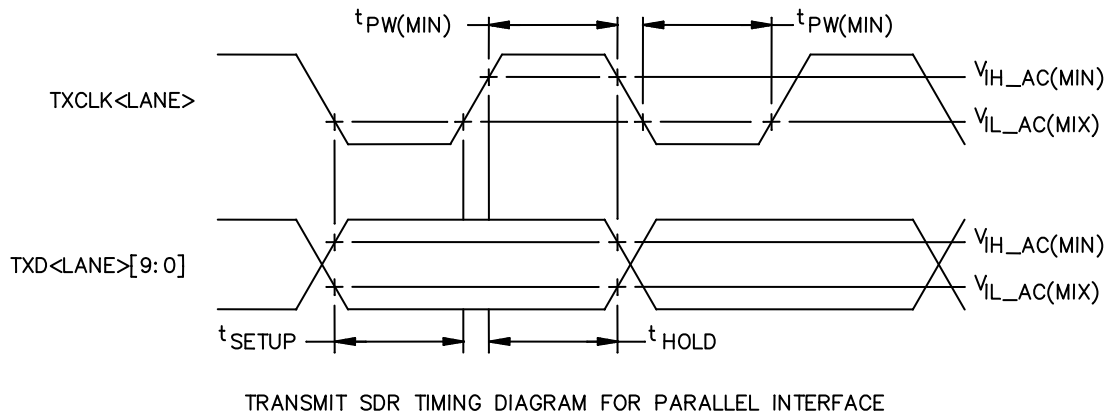 tPW(MIN)
tPW(MIN)
TXCLK<LANE>
VIH_AC(MIN)
VIL_AC(MIX)
TXD<LANE>[9:0]
VIH_AC(MIN)
VIL_AC(MIX)
tSETUP
tHOLD
TRANSMIT SDR TIMING DIAGRAM FOR PARALLEL INTERFACE